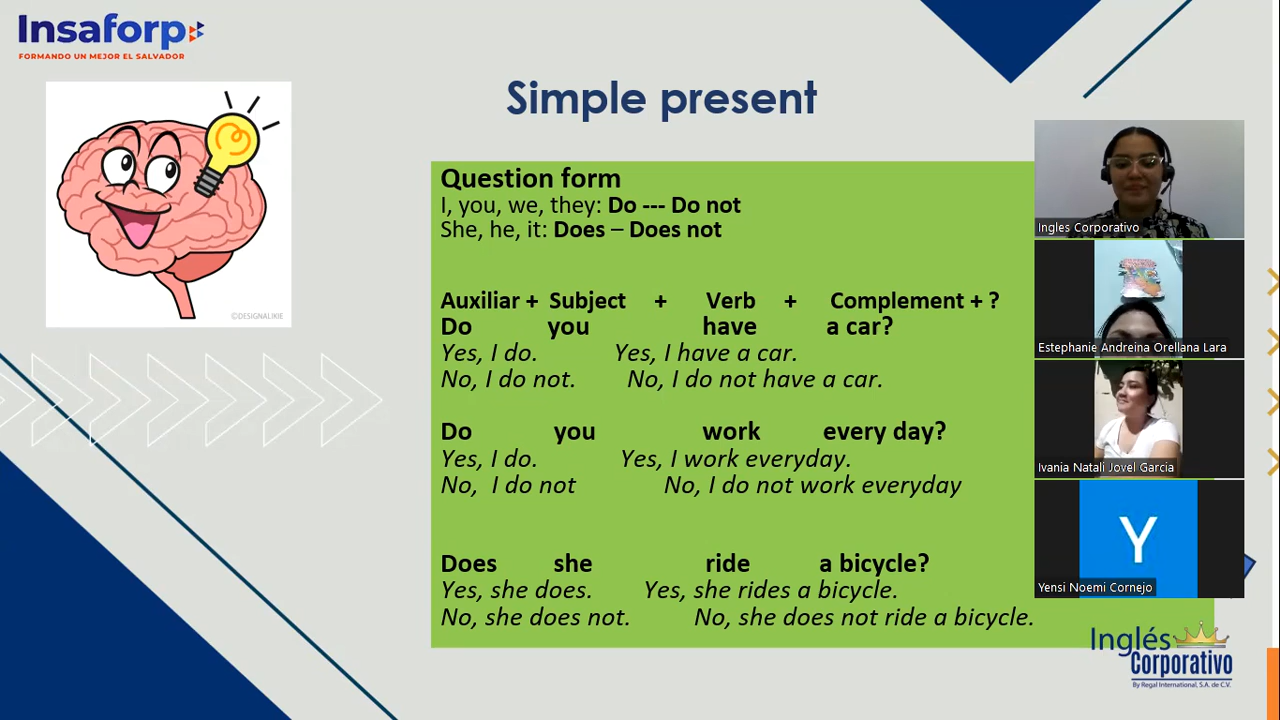 Insaforp
FORMANDO UN MEJOR EL SALVADOR
©DESIGNALIKIE
Simple present
Question form
I, you, we, they: Do --- Do not
She, he, it: Does – Does not
Auxiliar + Subject + Verb + Complement + ?
Do you have a car?
Yes, I do. Yes, I have a car.
No, I do not. No, I do not have a car.
Do you work every day?
Yes, I do. Yes, I work everyday.
No, I do not No, I do not work everyday
Does she ride a bicycle?
Yes, she does. Yes, she rides a bicycle.
No, she does not. No, she does not ride a bicycle.
Ingles Corporativo
Estephanie Andreina Orellana Lara
Ivania Natali Jovel Garcia
Y
Yensi Noemi Cornejo
Inglés
Corporativo
By Regal International, S.A. de C.V.